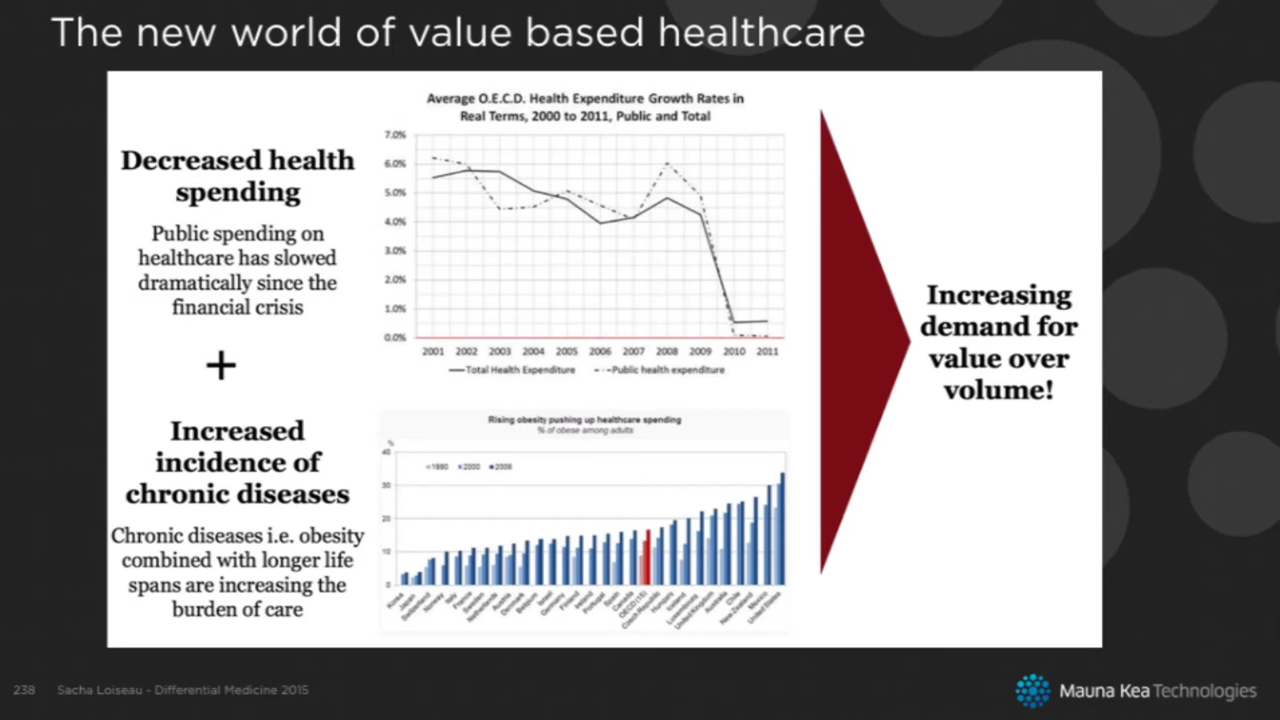 The new world of value based healthcare
Decreased health
spending
Public spending on
healthcare has slowed
dramatically since the
financial crisis
+
Increased
incidence of
chronic diseases
Chronic diseases i.e. obesity
combined with longer life
spans are increasing the
burden of care
Average O.E.C.D. Health Expenditure Growth Rates in
Real Terms, 2000 to 2011, Public and Total
7.0%
6.0%
5.0%
4.0%
3.0%
2.0%
1.0%
0.0%
2001 2002 2003 2004 2005 2006 2007 2008 2009 2010 2011
Total Health Expenditure Public health expenditure
Rising obesity pushing up healthcare spending
% of obese among adults
%
40
30
20
10
0
1980 2000 2008
Korea
Japan
Switzerland
Norway
Italy
France
Sweden
Netherlands
Austria
Denmark
Belgium
Israel
Germany
Finland
Ireland
Portugal
Spain
Canada
OECD (15)
Czech Republic
Hungary
Iceland
Luxembourg
United Kingdom
Australia
Chile
New Zealand
Mexico
United States
Increasing
demand for
value over
volume!
238 Sacha Loiseau - Differential Medicine 2015
Mauna Kea Technologies